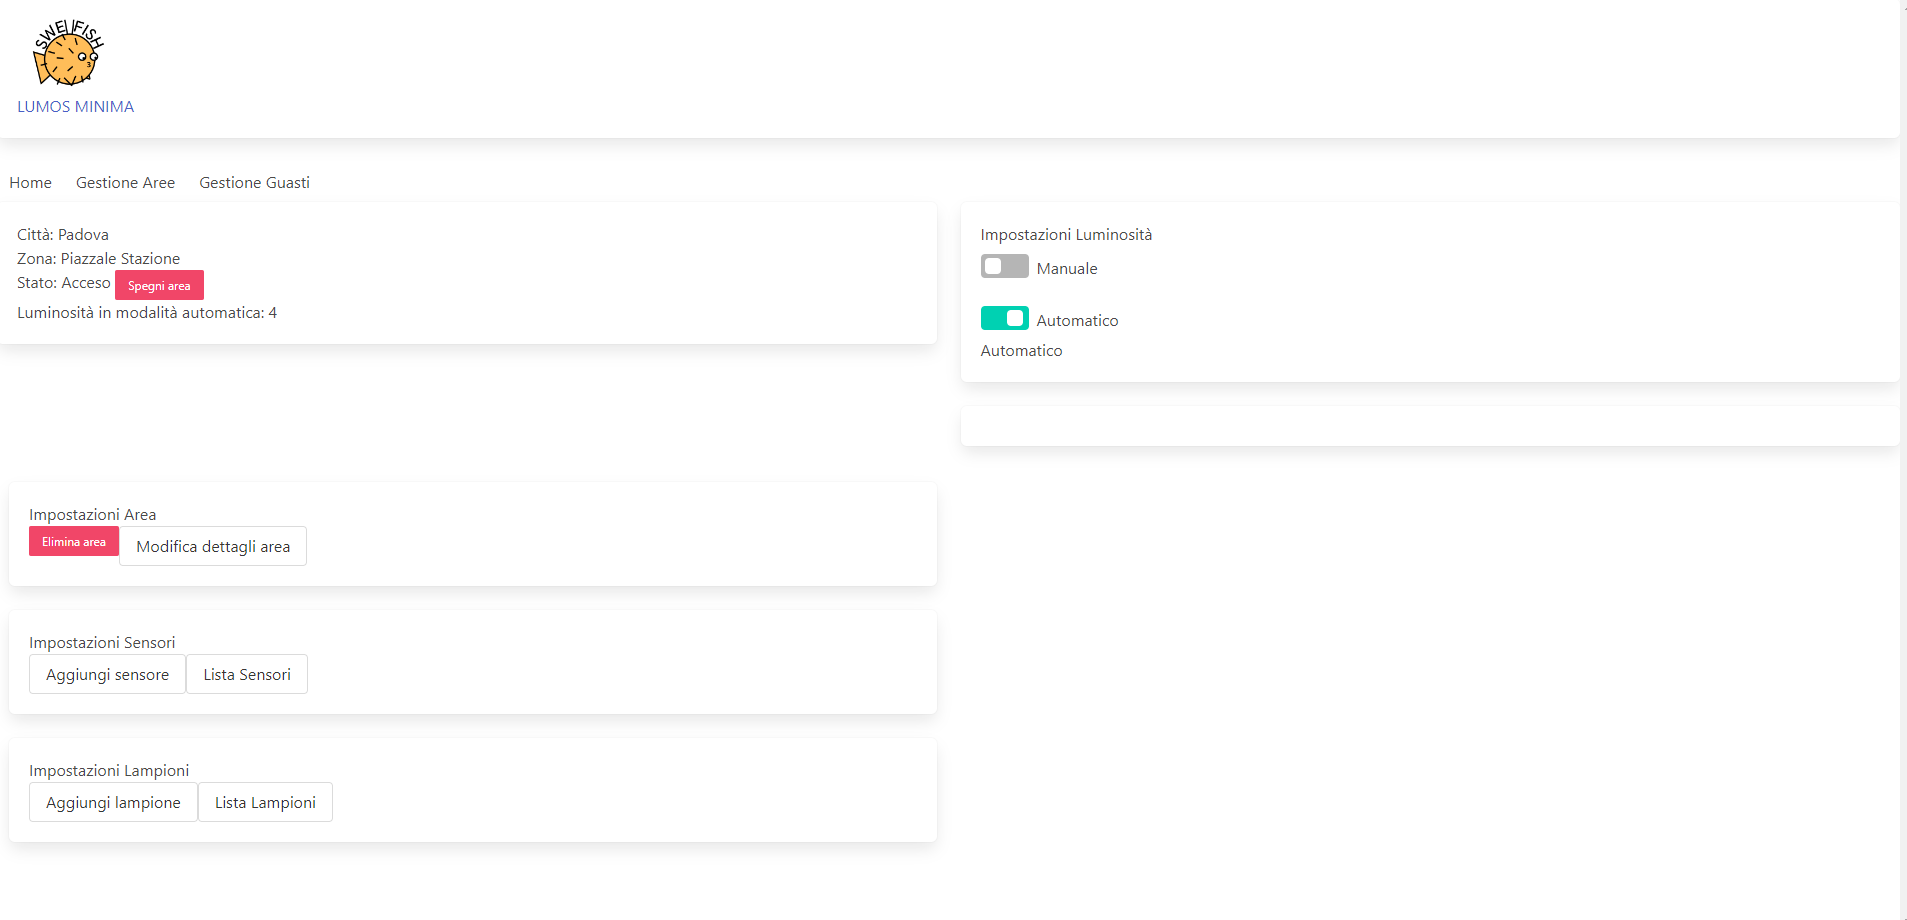 SWEIIFISH
LUMOS MINIMA
Home Gestione Aree Gestione Guasti
Città: Padova
Zona: Piazzale Stazione
Stato: Acceso Spegni area
Luminosità in modalità automatica: 4
Impostazioni Luminosità
Manuale
Automatico
Automatico
Impostazioni Area
Elimina area Modifica dettagli area
Impostazioni Sensori
Aggiungi sensore Lista Sensori
Impostazioni Lampioni
Aggiungi lampione Lista Lampioni